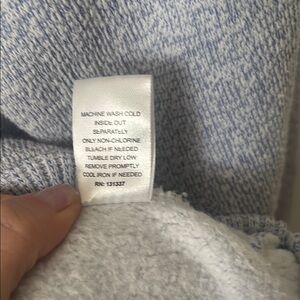 MACHINE WASH COLD
INSIDE OUT
SEPARATELY
ONLY NON-CHLORINE
BLEACH IF NEEDED
TUMBLE DRY LOW
REMOVE PROMPTLY
COOL IRON IF NEEDED
RN: 131337